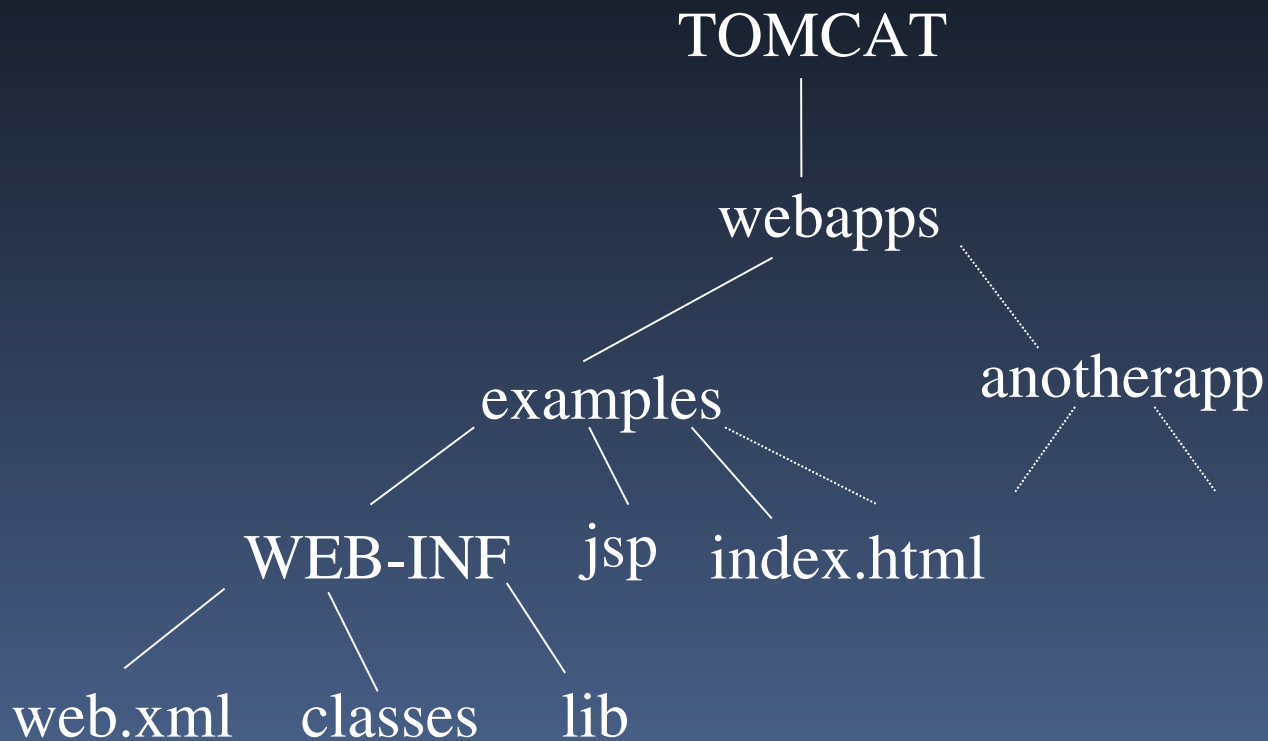 TOMCAT
webapps
examples
anotherapp
WEB-INF
jsp
index.html
web.xml
classes
lib